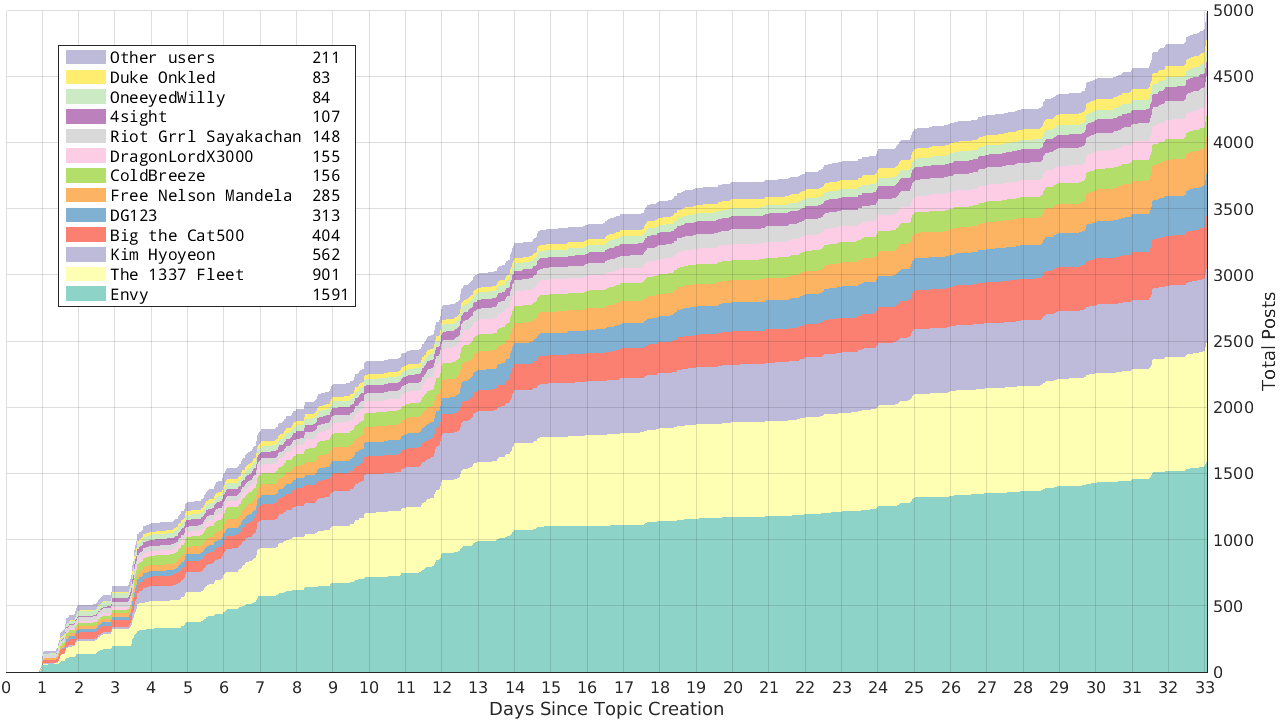 Other users 211
Duke Onkled 83
OneeyedWilly 84
4sight 107
Riot Grrl Sayakachan 148
DragonLordX3000 155
ColdBreeze 156
Free Nelson Mandela 285
DG123 313
Big the Cat500 404
Kim Hyoyeon 562
The 1337 Fleet 901
Envy 1591
5000
4500
4000
3500
3000
2500
2000
1500
1000
500
0
Total Posts
0 1 2 3 4 5 6 7 8 9 10 11 12 13 14 15 16 17 18 19 20 21 22 23 24 25 26 27 28 29 30 31 32 33
Days Since Topic Creation